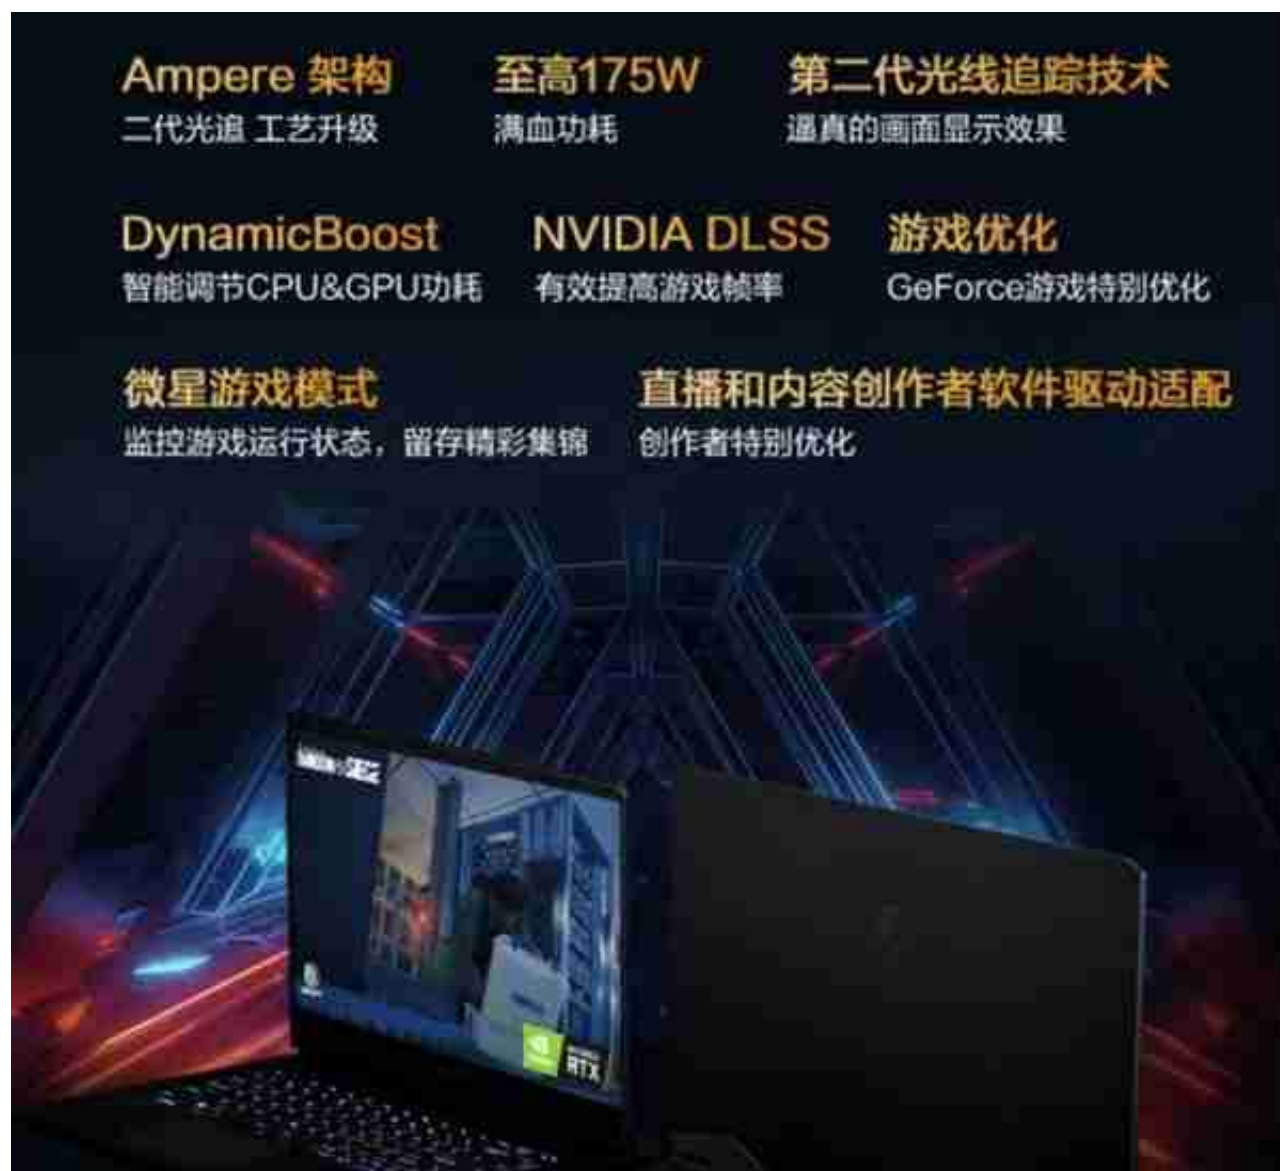 Ampere 架构
二代光追 工艺升级
至高175W
满血功耗
第二代光线追踪技术
逼真的画面显示效果
DynamicBoost
智能调节CPU&GPU功耗
NVIDIA DLSS
有效提高游戏帧率
游戏优化
GeForce游戏特别优化
微星游戏模式
监控游戏运行状态，留存精彩集锦
直播和内容创作者软件驱动适配
创作者特别优化
SIEGE
RTX